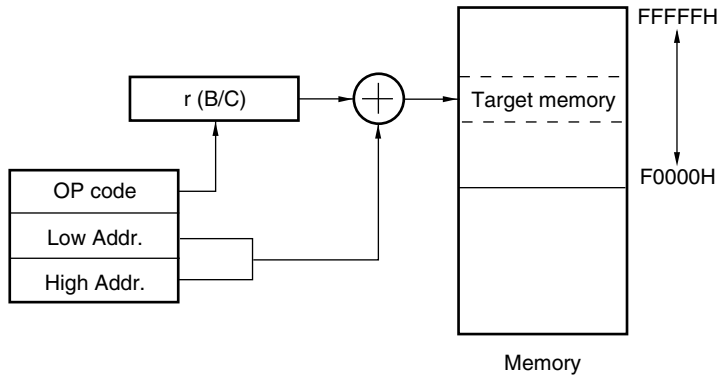 FFFFFH
r (B/C)
Target memory
OP code
F0000H
Low Addr.
High Addr.
Memory